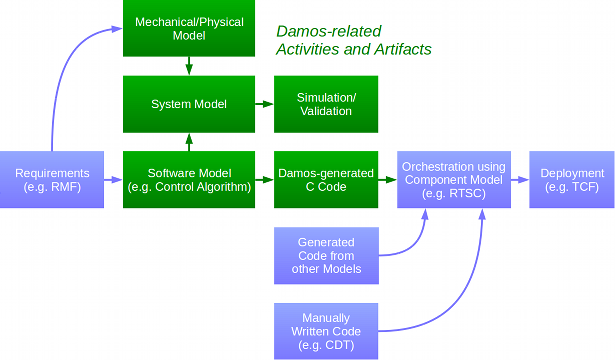 Mechanical/Physical
Model
Damos-related
Activities and Artifacts
System Model
Simulation/
Validation
Requirements
(e.g. RMF)
Software Model
(e.g. Control Algorithm)
Damos-generated
C Code
Orchestration using
Component Model
(e.g. RTSC)
Deployment
(e.g. TCF)
Generated
Code from
other Models
Manually
Written Code
(e.g. CDT)